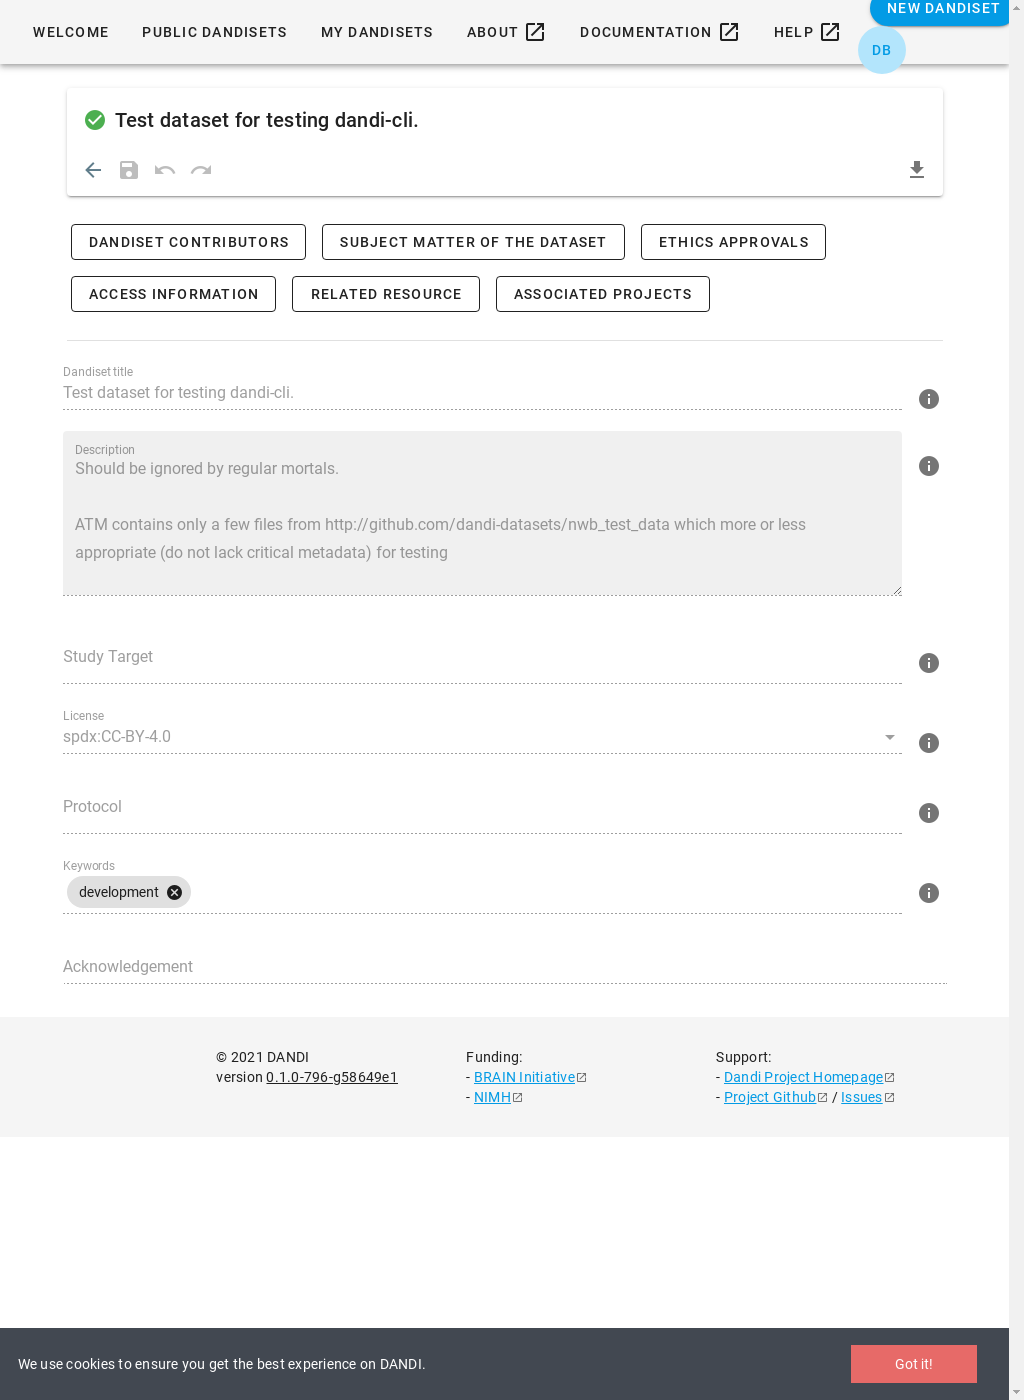 WELCOME PUBLIC DANDISETS MY DANDISETS ABOUT DOCUMENTATION HELP NEW DANDISET
DB
Test dataset for testing dandi-cli.
DANDISET CONTRIBUTORS SUBJECT MATTER OF THE DATASET ETHICS APPROVALS
ACCESS INFORMATION RELATED RESOURCE ASSOCIATED PROJECTS
Dandiset title
Test dataset for testing dandi-cli.
Description
Should be ignored by regular mortals.
ATM contains only a few files from http://github.com/dandi-datasets/nwb_test_data which more or less
appropriate (do not lack critical metadata) for testing
Study Target
License
spdx:CC-BY-4.0
Protocol
Keywords
development
Acknowledgement
© 2021 DANDI Funding: Support:
version 0.1.0-796-g58649e1 - BRAIN Initiative - Dandi Project Homepage
- NIMH - Project Github / Issues
We use cookies to ensure you get the best experience on DANDI. Got it!